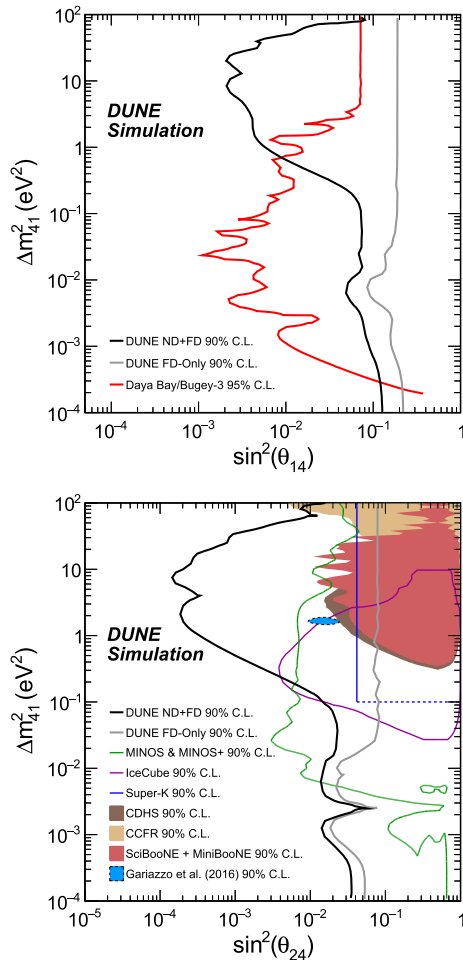 10²
10
1
10⁻¹
10⁻²
10⁻³
10⁻⁴
Δm²₄₁ (eV²)
DUNE
Simulation
DUNE ND+FD 90% C.L.
DUNE FD-Only 90% C.L.
Daya Bay/Bugey-3 95% C.L.
10⁻⁴ 10⁻³ 10⁻² 10⁻¹ 1
sin²(θ₁₄)
10²
10
1
10⁻¹
10⁻²
10⁻³
10⁻⁴
Δm²₄₁ (eV²)
DUNE
Simulation
DUNE ND+FD 90% C.L.
DUNE FD-Only 90% C.L.
MINOS & MINOS+ 90% C.L.
IceCube 90% C.L.
Super-K 90% C.L.
CDHS 90% C.L.
CCFR 90% C.L.
SciBooNE + MiniBooNE 90% C.L.
Gariazzo et al. (2016) 90% C.L.
10⁻⁵ 10⁻⁴ 10⁻³ 10⁻² 10⁻¹ 1
sin²(θ₂₄)